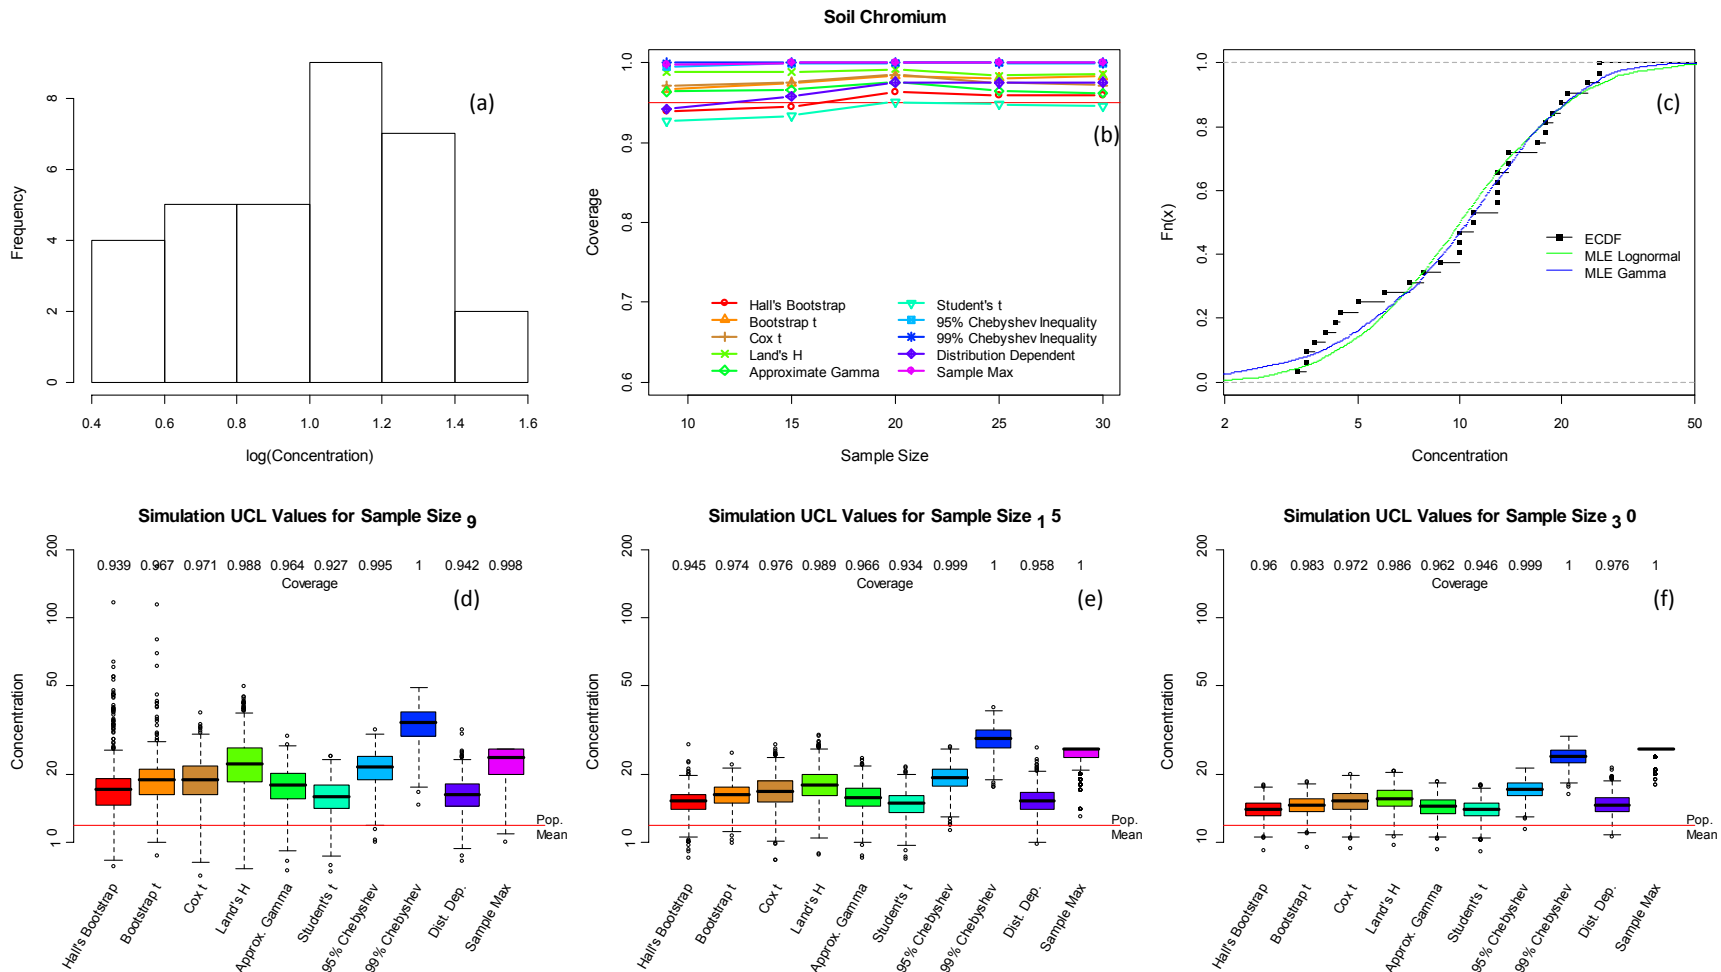 Soil Chromium
(a)
Frequency
8
6
4
2
0
0.4 0.6 0.8 1.0 1.2 1.4 1.6
log(Concentration)
(b)
Coverage
1.0
0.9
0.8
0.7
0.6
Hall's Bootstrap
Bootstrap t
Cox t
Land's H
Approximate Gamma
Student's t
95% Chebyshev Inequality
99% Chebyshev Inequality
Distribution Dependent
Sample Max
10 15 20 25 30
Sample Size
(c)
Fn(x)
1.0
0.8
0.6
0.4
0.2
0.0
ECDF
MLE Lognormal
MLE Gamma
2 5 10 20 50
Concentration
Simulation UCL Values for Sample Size 9
0.939 0.967 0.971 0.988 0.964 0.927 0.995 1 0.942 0.998
Coverage
(d)
Concentration
200
100
50
20
10
Pop.
Mean
Hall's Bootstrap
Bootstrap t
Cox t
Land's H
Approx. Gamma
Student's t
95% Chebyshev
99% Chebyshev
Dist. Dep.
Sample Max
Simulation UCL Values for Sample Size 1 5
0.945 0.974 0.976 0.989 0.966 0.934 0.999 1 0.958 1
Coverage
(e)
Concentration
200
100
50
20
10
Pop.
Mean
Hall's Bootstrap
Bootstrap t
Cox t
Land's H
Approx. Gamma
Student's t
95% Chebyshev
99% Chebyshev
Dist. Dep.
Sample Max
Simulation UCL Values for Sample Size 3 0
0.96 0.983 0.972 0.986 0.962 0.946 0.999 1 0.976 1
Coverage
(f)
Concentration
200
100
50
20
10
Pop.
Mean
Hall's Bootstrap
Bootstrap t
Cox t
Land's H
Approx. Gamma
Student's t
95% Chebyshev
99% Chebyshev
Dist. Dep.
Sample Max